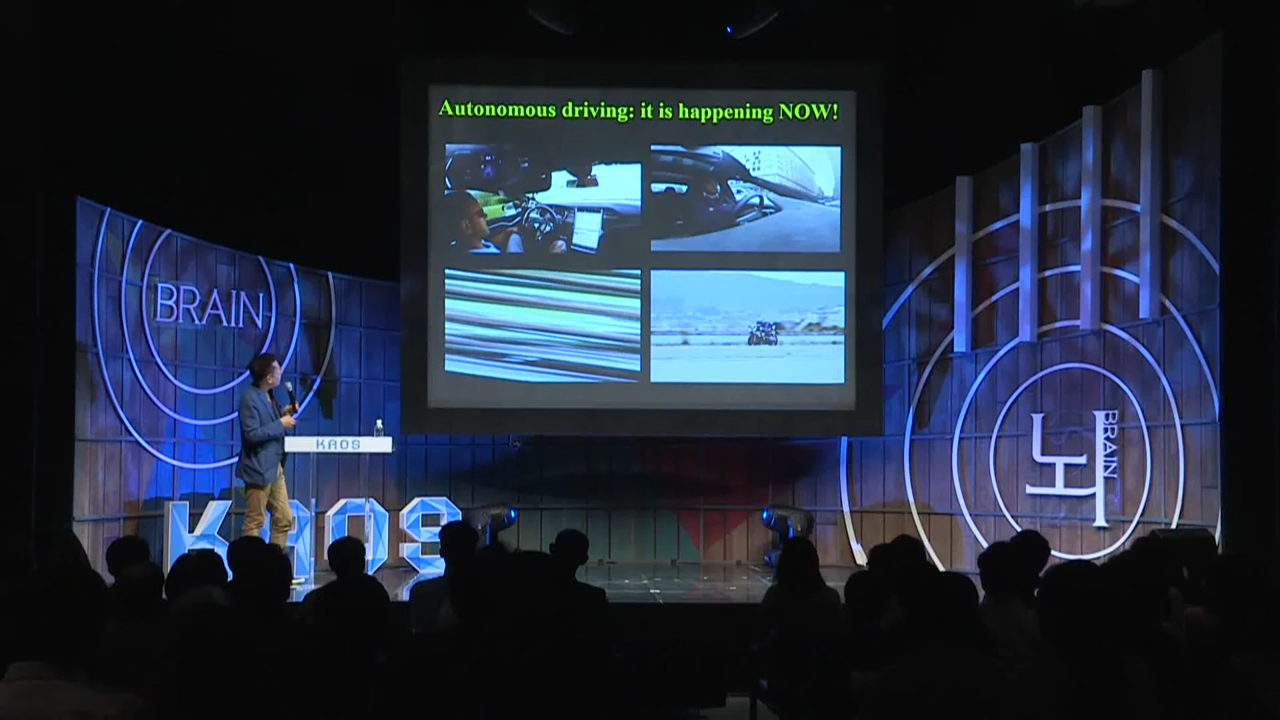 Autonomous driving: it is happening NOW!
BRAIN
KAOS
KAOS
뇌
BRAIN